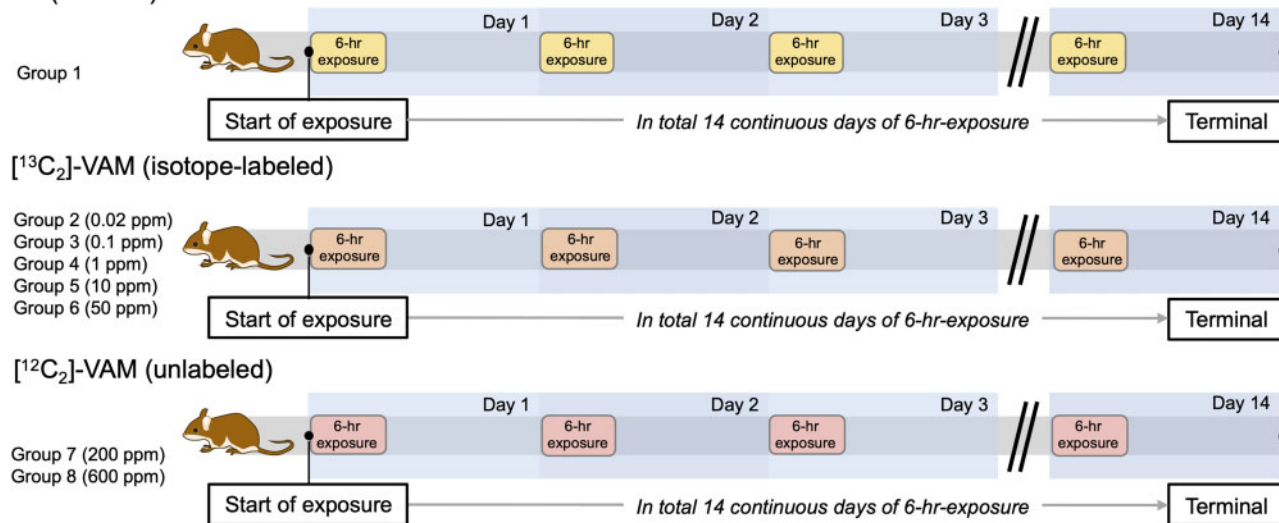 Day 1
Day 2
Day 3
Day 14
6-hr
exposure
6-hr
exposure
6-hr
exposure
6-hr
exposure
Group 1
Start of exposure
In total 14 continuous days of 6-hr-exposure
Terminal
[¹³C₂]-VAM (isotope-labeled)
Group 2 (0.02 ppm)
Group 3 (0.1 ppm)
Group 4 (1 ppm)
Group 5 (10 ppm)
Group 6 (50 ppm)
Day 1
Day 2
Day 3
Day 14
6-hr
exposure
6-hr
exposure
6-hr
exposure
6-hr
exposure
Start of exposure
In total 14 continuous days of 6-hr-exposure
Terminal
[¹²C₂]-VAM (unlabeled)
Day 1
Day 2
Day 3
Day 14
6-hr
exposure
6-hr
exposure
6-hr
exposure
6-hr
exposure
Group 7 (200 ppm)
Group 8 (600 ppm)
Start of exposure
In total 14 continuous days of 6-hr-exposure
Terminal